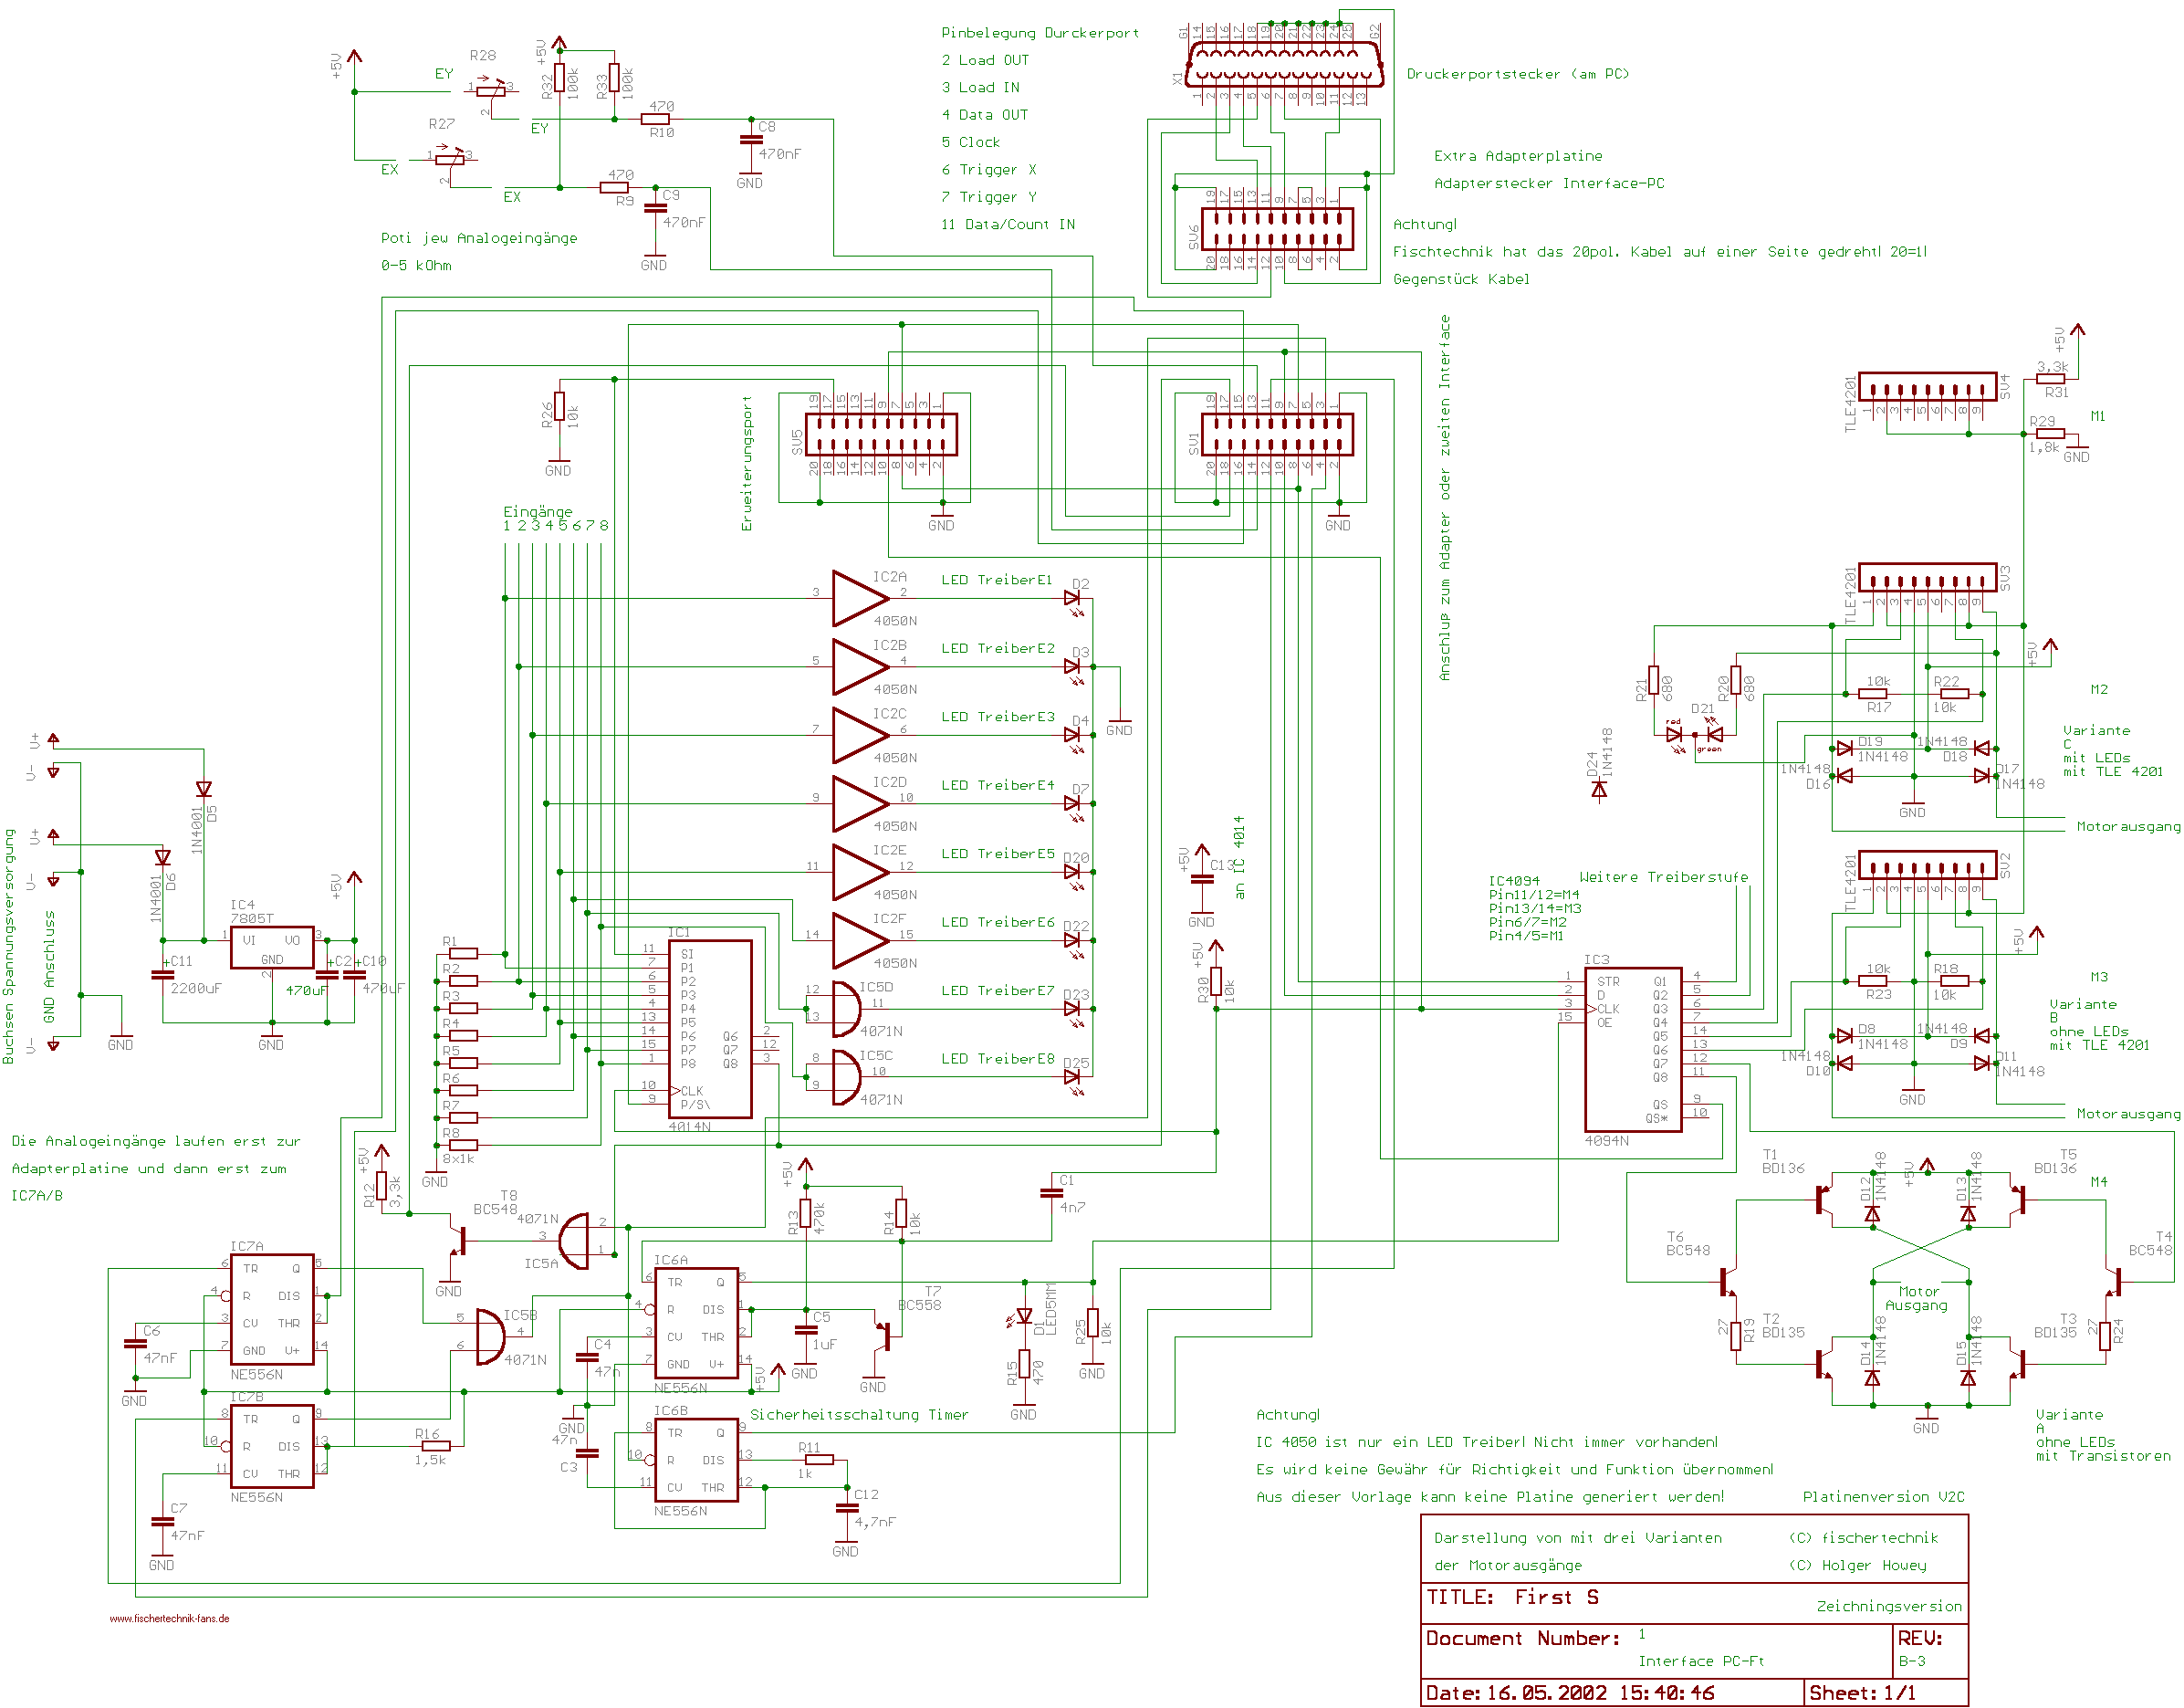 Pinbelegung Durckerport
2 Load OUT
3 Load IN
4 Data OUT
5 Clock
6 Trigger X
7 Trigger Y
11 Data/Count IN
Druckerportstecker (am PC)
Extra Adapterplatine
Adapterstecker Interface-PC
Achtung!
Fischtechnik hat das 20pol. Kabel auf einer Seite gedreht! 20=1!
Gegenstück Kabel
+5V
R28
EY
EY
R27
EX
EX
R32
100k
R33
100k
470
R10
C8
470nF
GND
470
R9
C9
470nF
GND
Poti jew Analogeingänge
0-5 kOhm
X1
G1
G2
SV6
R26
10k
GND
Erweiterungsport
SV5
GND
SV1
GND
Anschluß zum Adapter oder zweiten Interface
TLE4201
SV4
+5V
3,3k
R31
R29
1,8k
GND
M1
Eingänge
1 2 3 4 5 6 7 8
IC2A
4050N
LED TreiberE1
D2
IC2B
4050N
LED TreiberE2
D3
IC2C
4050N
LED TreiberE3
D4
GND
IC2D
4050N
LED TreiberE4
D7
IC2E
4050N
LED TreiberE5
D20
IC2F
4050N
LED TreiberE6
D22
IC5D
4071N
LED TreiberE7
D23
IC5C
4071N
LED TreiberE8
D25
TLE4201
SV3
R21
680
R20
680
+5V
10k
R17
R22
10k
M2
D21
red
green
D24
1N4148
D19
1N4148
1N4148
D18
1N4148
D16
D17
1N4148
GND
Variante
C
mit LEDs
mit TLE 4201
Motorausgang
V+
V-
V+
V-
V-
Buchsen Spannungsversorgung
GND Anschluss
1N4001
D5
1N4001
D6
IC4
7805T
VI
VO
GND
+5V
C11
2200uF
C2
470uF
C10
470uF
GND
GND
R1
R2
R3
R4
R5
R6
R7
R8
8x1k
GND
IC1
SI
P1
P2
P3
P4
P5
P6
P7
P8
Q6
Q7
Q8
CLK
P/S\
4014N
+5V
C13
GND
an IC 4014
+5V
R30
10k
IC4094
Pin11/12=M4
Pin13/14=M3
Pin6/7=M2
Pin4/5=M1
Weitere Treiberstufe
IC3
STR
D
CLK
OE
Q1
Q2
Q3
Q4
Q5
Q6
Q7
Q8
QS
QS*
4094N
TLE4201
SV2
+5V
10k
R23
R18
10k
M3
Variante
B
ohne LEDs
mit TLE 4201
D8
1N4148
1N4148
D9
1N4148
D10
D11
1N4148
GND
Motorausgang
Die Analogeingänge laufen erst zur
Adapterplatine und dann erst zum
IC7A/B
+5V
R12
3,3k
T8
BC548
GND
4071N
IC5A
IC5B
4071N
+5V
R13
470k
R14
10k
C1
4n7
IC7A
TR
Q
R
DIS
CV
THR
GND
V+
NE556N
C6
47nF
GND
IC7B
TR
Q
R
DIS
CV
THR
NE556N
C7
47nF
GND
R16
1,5k
IC6A
TR
Q
R
DIS
CV
THR
GND
V+
NE556N
C4
47n
GND
47n
C3
+5V
C5
1uF
GND
T7
BC558
GND
D1
LED5MM
R15
470
GND
R25
10k
GND
IC6B
TR
Q
R
DIS
CV
THR
NE556N
Sicherheitsschaltung Timer
R11
1k
C12
4,7nF
GND
T1
BD136
D12
1N4148
+5V
D13
1N4148
T5
BD136
M4
T6
BC548
T4
BC548
Motor
Ausgang
T2
BD135
27
R19
D14
1N4148
D15
1N4148
T3
BD135
27
R24
GND
Variante
A
ohne LEDs
mit Transistoren
Achtung!
IC 4050 ist nur ein LED Treiber! Nicht immer vorhanden!
Es wird keine Gewähr für Richtigkeit und Funktion übernommen!
Aus dieser Vorlage kann keine Platine generiert werden!
Platinenversion V2C
Darstellung von mit drei Varianten
(C) fischertechnik
der Motorausgänge
(C) Holger Howey
TITLE: First S
Zeichningsversion
Document Number: 1
Interface PC-Ft
REV:
B-3
Date: 16.05.2002 15:40:46
Sheet: 1/1
www.fischertechnik-fans.de